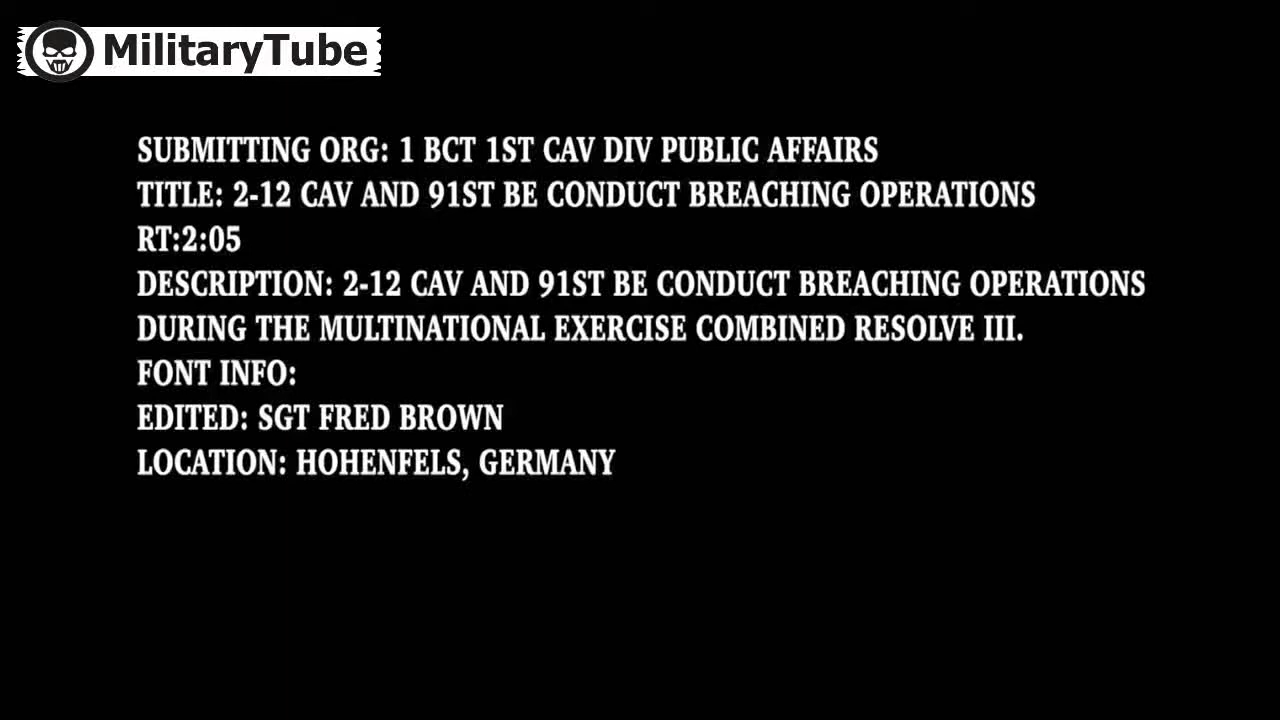 MilitaryTube
SUBMITTING ORG: 1 BCT 1ST CAV DIV PUBLIC AFFAIRS
TITLE: 2-12 CAV AND 91ST BE CONDUCT BREACHING OPERATIONS
RT:2:05
DESCRIPTION: 2-12 CAV AND 91ST BE CONDUCT BREACHING OPERATIONS
DURING THE MULTINATIONAL EXERCISE COMBINED RESOLVE III.
FONT INFO:
EDITED: SGT FRED BROWN
LOCATION: HOHENFELS, GERMANY